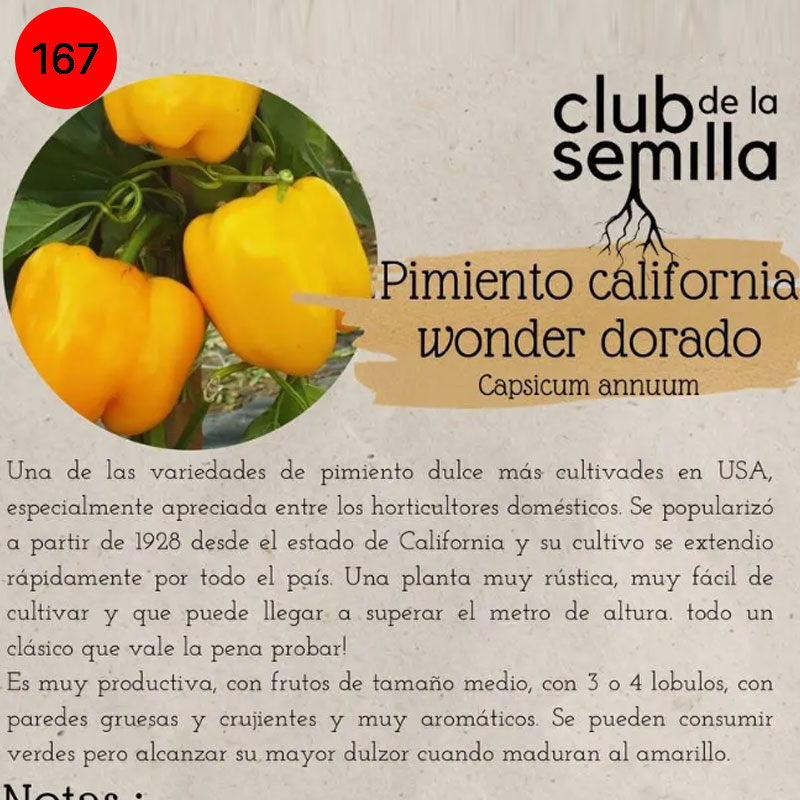 167
club de la
semilla
Pimiento california
wonder dorado
Capsicum annuum
Una de las variedades de pimiento dulce más cultivades en USA,
especialmente apreciada entre los horticultores domésticos. Se popularizó
a partir de 1928 desde el estado de California y su cultivo se extendio
rápidamente por todo el país. Una planta muy rústica, muy fácil de
cultivar y que puede llegar a superar el metro de altura. todo un
clásico que vale la pena probar!
Es muy productiva, con frutos de tamaño medio, con 3 o 4 lobulos, con
paredes gruesas y crujientes y muy aromáticos. Se pueden consumir
verdes pero alcanzar su mayor dulzor cuando maduran al amarillo.
Notas :